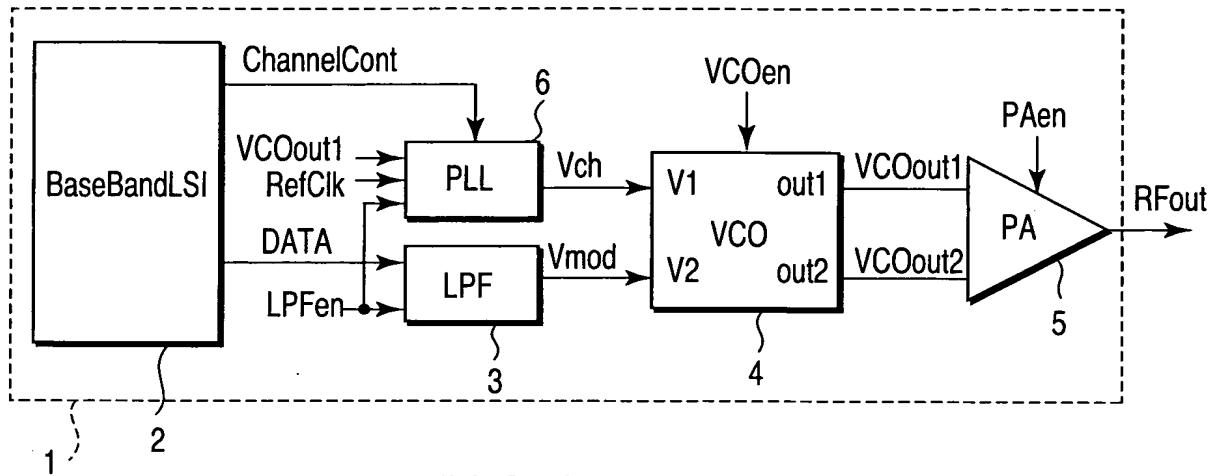 ChannelCont
6
VCOen
PAen
BaseBandLSI
VCOout1
RefClk
PLL
Vch
V1
out1
VCOout1
VCO
PA
RFout
DATA
LPFen
LPF
Vmod
V2
out2
VCOout2
5
3
4
2
1